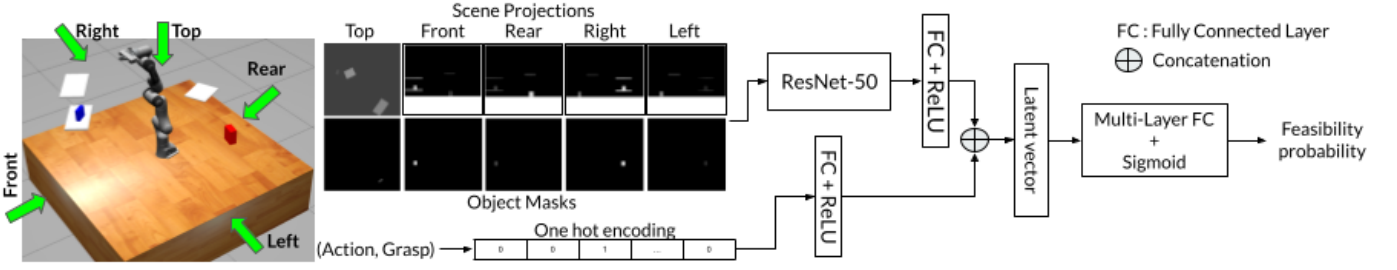 Right
Top
Rear
Front
Left
Scene Projections
Top
Front
Rear
Right
Left
Object Masks
(Action, Grasp)
One hot encoding
0 0 1 ... 0
ResNet-50
FC + ReLU
FC + ReLU
FC : Fully Connected Layer
Concatenation
Latent vector
Multi-Layer FC
+
Sigmoid
Feasibility
probability